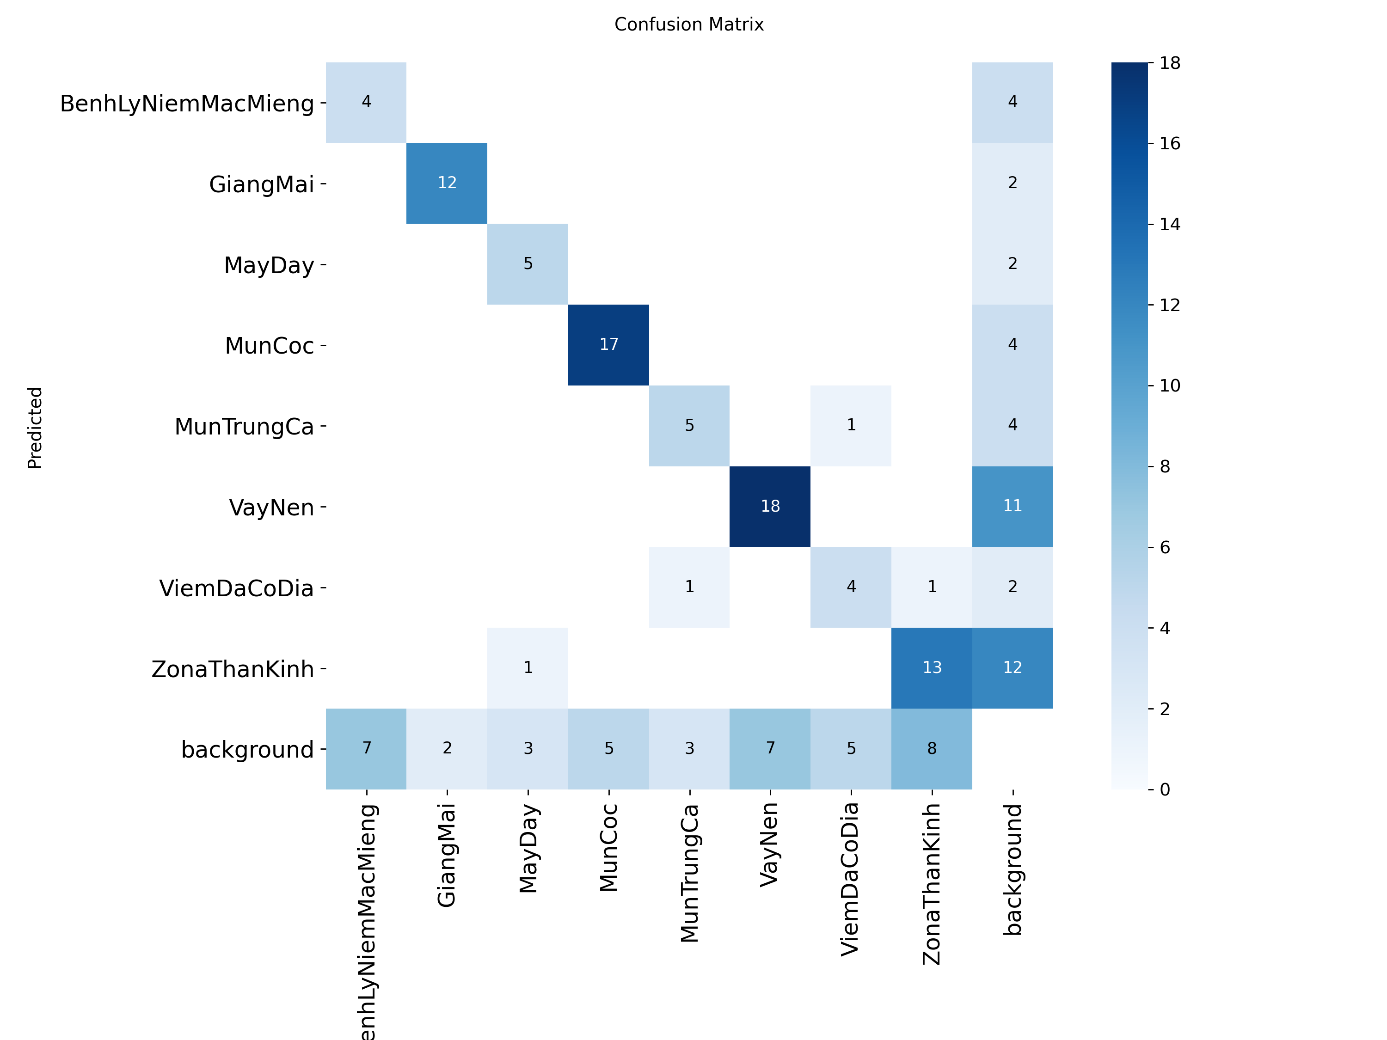 Confusion Matrix
BenhLyNiemMacMieng 4 4
GiangMai 12 2
MayDay 5 2
MunCoc 17 4
MunTrungCa 5 1 4
VayNen 18 11
ViemDaCoDia 1 4 1 2
ZonaThanKinh 1 13 12
background 7 2 3 5 3 7 5 8
Predicted
enhLyNiemMacMieng
GiangMai
MayDay
MunCoc
MunTrungCa
VayNen
ViemDaCoDia
ZonaThanKinh
background
18
16
14
12
10
8
6
4
2
0